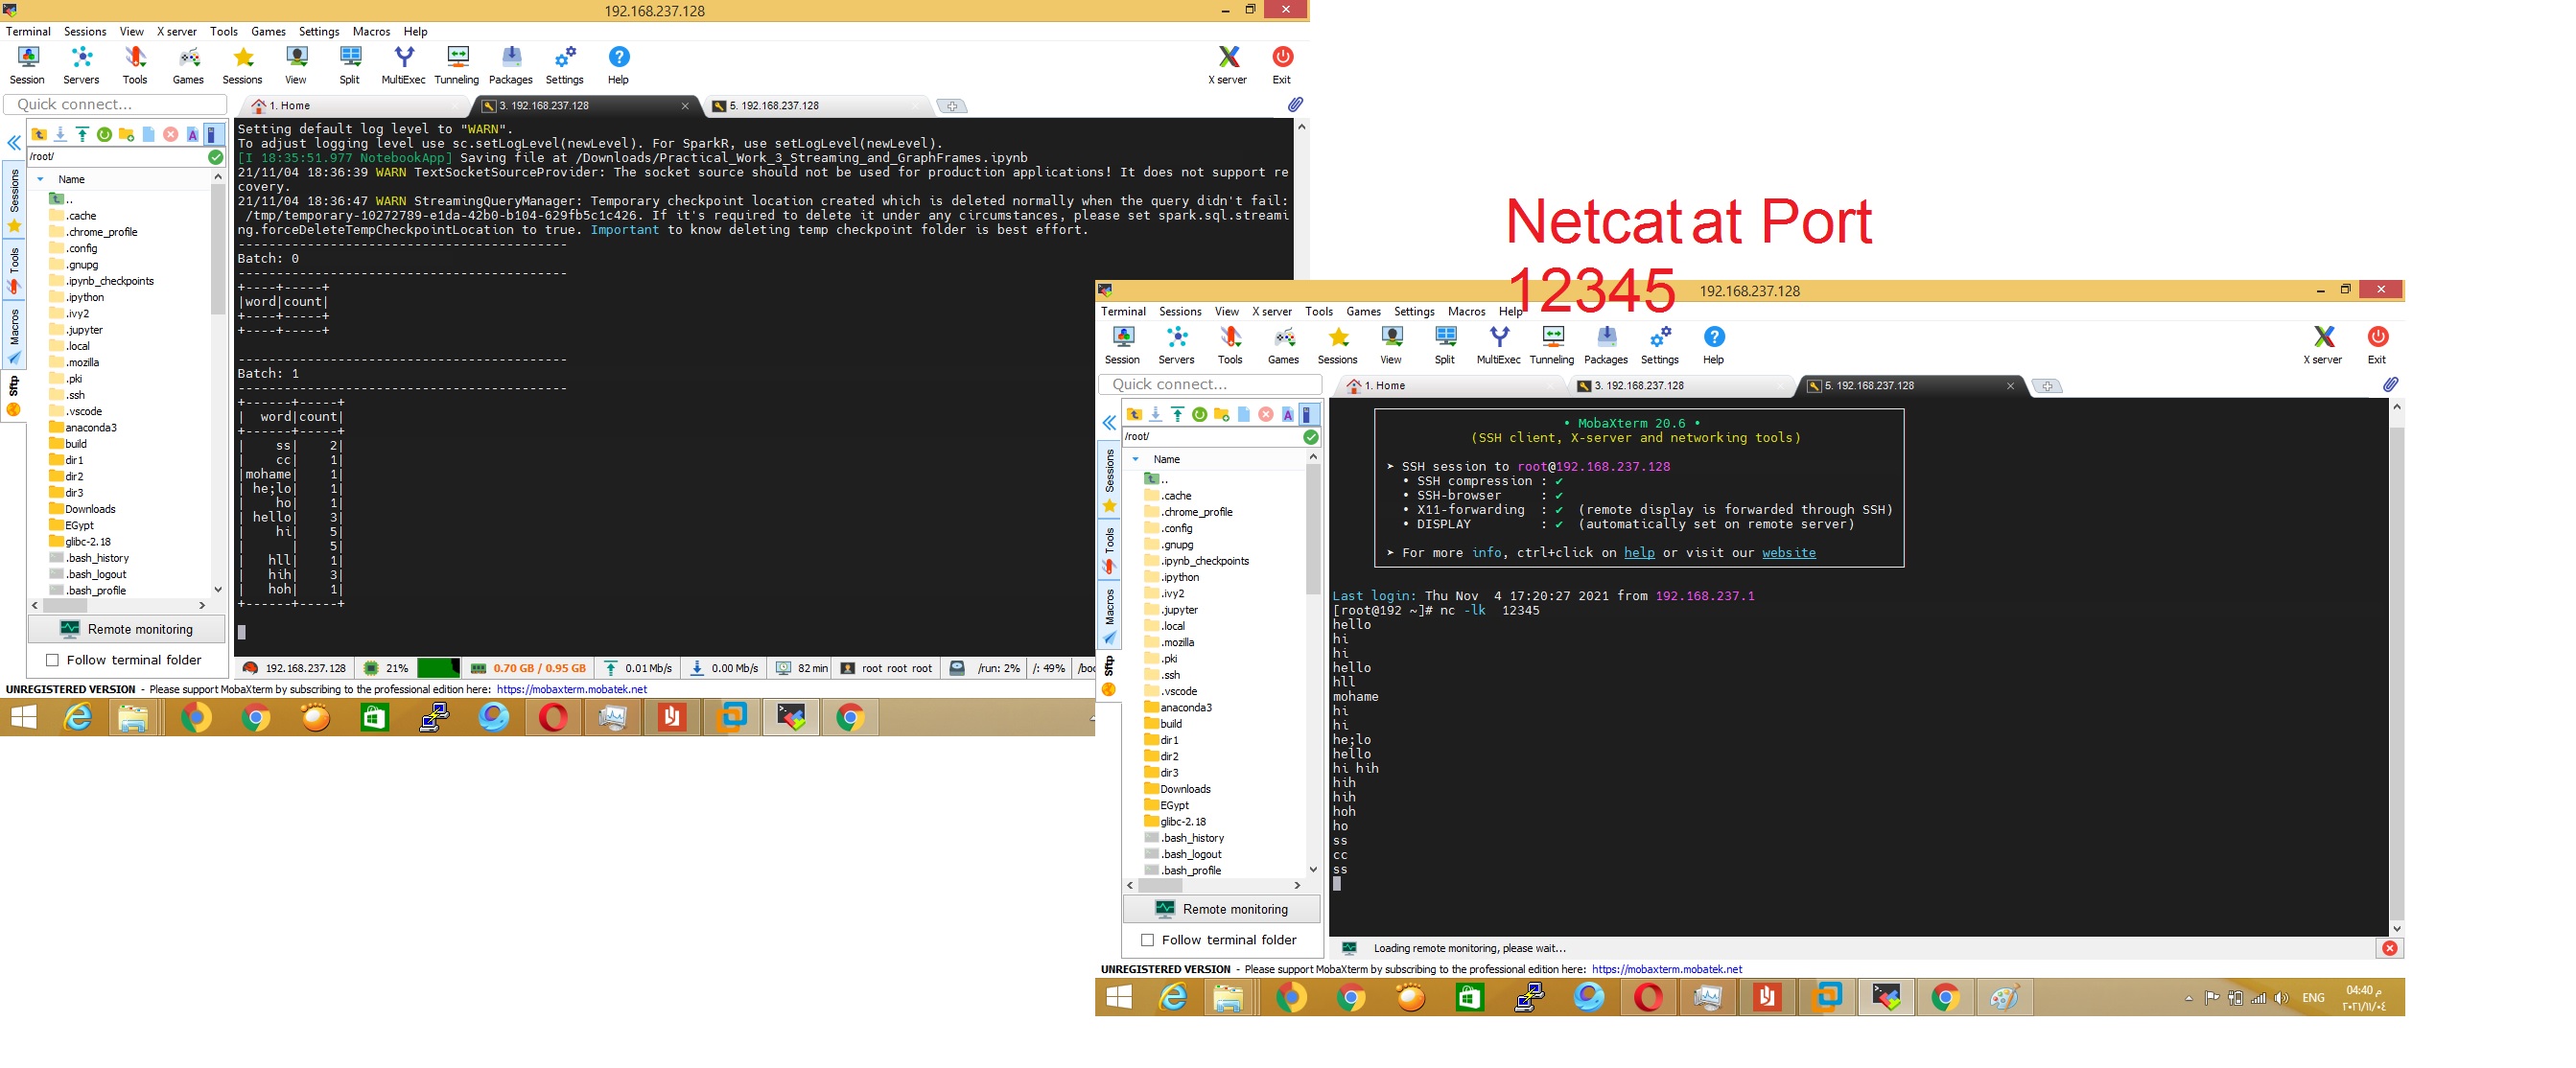 192.168.237.128
Terminal Sessions View X server Tools Games Settings Macros Help
Session Servers Tools Games Sessions View Split MultiExec Tunneling Packages Settings Help X server Exit
Quick connect...
1. Home
3. 192.168.237.128
5. 192.168.237.128
Sessions
Tools
Macros
Sftp
/root/
Name
..
.cache
.chrome_profile
.config
.gnupg
.ipynb_checkpoints
.ipython
.ivy2
.jupyter
.local
.mozilla
.pki
.ssh
.vscode
anaconda3
build
dir1
dir2
dir3
Downloads
EGypt
glibc-2.18
.bash_history
.bash_logout
.bash_profile
Remote monitoring
Follow terminal folder
Setting default log level to "WARN".
To adjust logging level use sc.setLogLevel(newLevel). For SparkR, use setLogLevel(newLevel).
[I 18:35:51.977 NotebookApp] Saving file at /Downloads/Practical_Work_3_Streaming_and_GraphFrames.ipynb
21/11/04 18:36:39 WARN TextSocketSourceProvider: The socket source should not be used for production applications! It does not support re
covery.
21/11/04 18:36:47 WARN StreamingQueryManager: Temporary checkpoint location created which is deleted normally when the query didn't fail:
/tmp/temporary-10272789-e1da-42b0-b104-629fb5c1c426. If it's required to delete it under any circumstances, please set spark.sql.streami
ng.forceDeleteTempCheckpointLocation to true. Important to know deleting temp checkpoint folder is best effort.
-------------------------------------------
Batch: 0
-------------------------------------------
+----+-----+
|word|count|
+----+-----+
+----+-----+
-------------------------------------------
Batch: 1
-------------------------------------------
+------+-----+
|  word|count|
+------+-----+
|    ss|    2|
|    cc|    1|
|mohame|    1|
| he;lo|    1|
|    ho|    1|
| hello|    3|
|    hi|    5|
|      |    5|
|   hll|    1|
|   hih|    3|
|   hoh|    1|
+------+-----+
192.168.237.128 21% 0.70 GB / 0.95 GB 0.01 Mb/s 0.00 Mb/s 82 min root root root /run: 2% /: 49% /boo
UNREGISTERED VERSION - Please support MobaXterm by subscribing to the professional edition here: https://mobaxterm.mobatek.net
Netcat at Port
12345
192.168.237.128
Terminal Sessions View X server Tools Games Settings Macros Help
Session Servers Tools Games Sessions View Split MultiExec Tunneling Packages Settings Help X server Exit
Quick connect...
1. Home
3. 192.168.237.128
5. 192.168.237.128
Sessions
Tools
Macros
Sftp
/root/
Name
..
.cache
.chrome_profile
.config
.gnupg
.ipynb_checkpoints
.ipython
.ivy2
.jupyter
.local
.mozilla
.pki
.ssh
.vscode
anaconda3
build
dir1
dir2
dir3
Downloads
EGypt
glibc-2.18
.bash_history
.bash_logout
.bash_profile
Remote monitoring
Follow terminal folder
• MobaXterm 20.6 •
(SSH client, X-server and networking tools)
➤ SSH session to root@192.168.237.128
• SSH compression : ✔
• SSH-browser : ✔
• X11-forwarding : ✔ (remote display is forwarded through SSH)
• DISPLAY : ✔ (automatically set on remote server)
➤ For more info, ctrl+click on help or visit our website
Last login: Thu Nov  4 17:20:27 2021 from 192.168.237.1
[root@192 ~]# nc -lk  12345
hello
hi
hi
hello
hll
mohame
hi
hi
he;lo
hello
hi hih
hih
hih
hoh
ho
ss
cc
ss
Loading remote monitoring, please wait...
UNREGISTERED VERSION - Please support MobaXterm by subscribing to the professional edition here: https://mobaxterm.mobatek.net
ENG
04:40 م
٢٠٢١/١١/٠٤